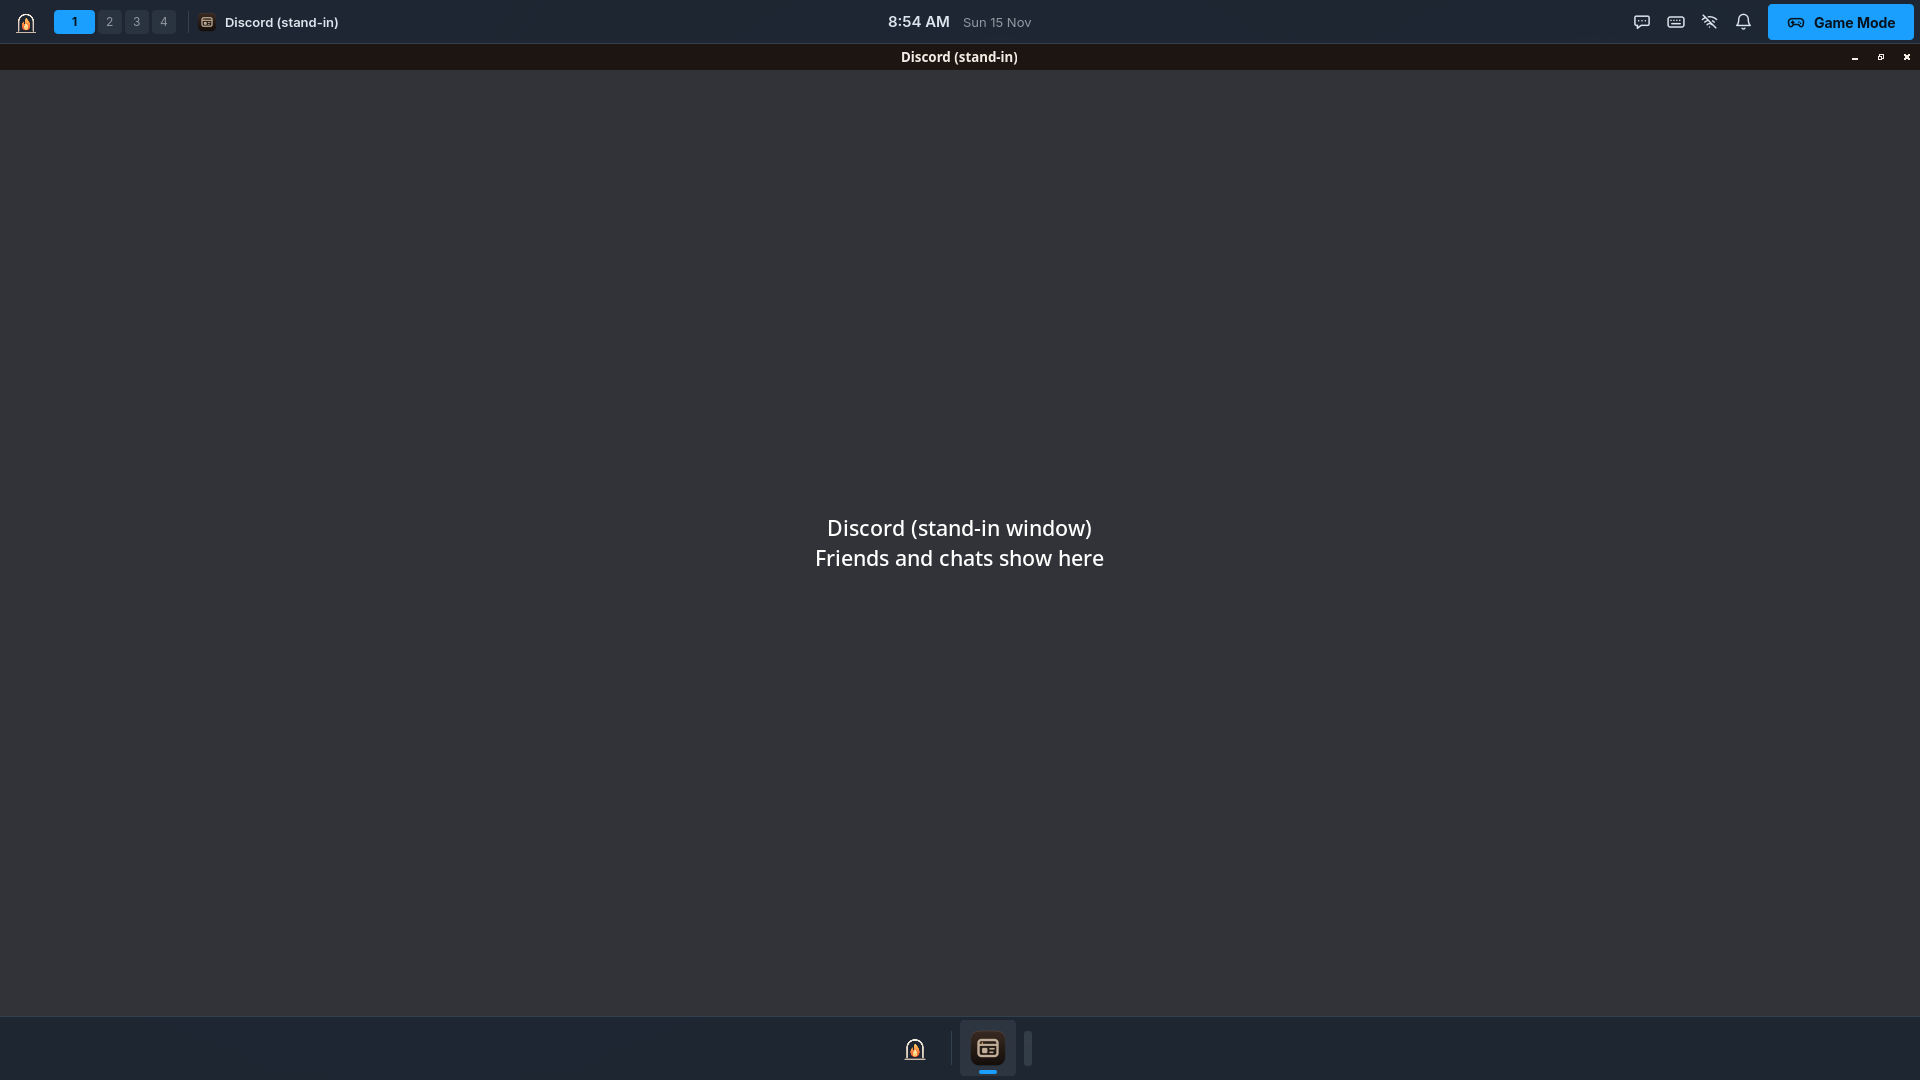 1
2
3
4
Discord (stand-in)
8:54 AM Sun 15 Nov
Game Mode
Discord (stand-in)
Discord (stand-in window)
Friends and chats show here